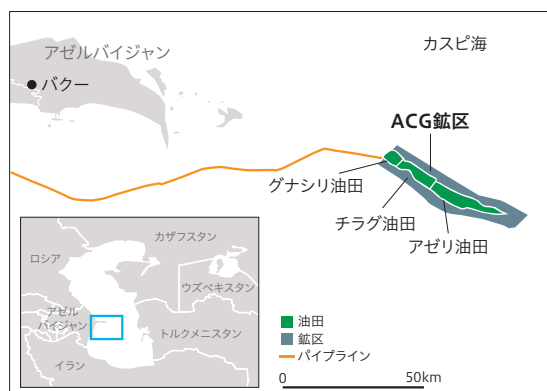 アゼルバイジャン
バクー
カスピ海
ACG鉱区
グナシリ油田
チラグ油田
アゼリ油田
カザフスタン
ロシア
ウズベキスタン
アゼル
バイジャン
トルクメニスタン
イラン
油田
鉱区
パイプライン
0 50km